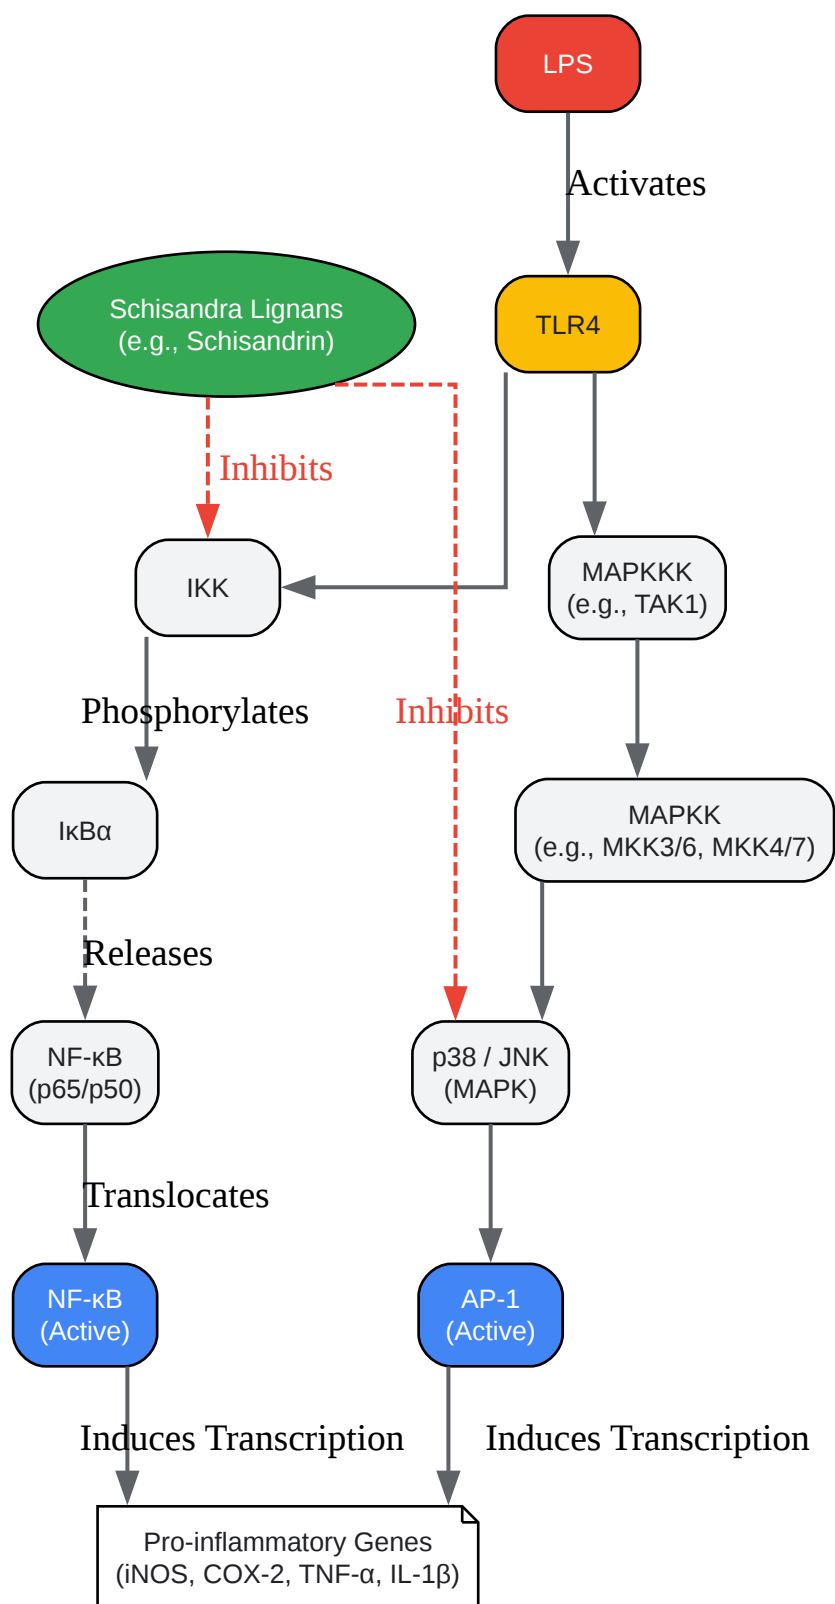 LPS
Activates
Schisandra Lignans
(e.g., Schisandrin)
TLR4
Inhibits
IKK
MAPKKK
(e.g., TAK1)
Phosphorylates
Inhibits
IκBα
MAPKK
(e.g., MKK3/6, MKK4/7)
Releases
NF-κB
(p65/p50)
p38 / JNK
(MAPK)
Translocates
NF-κB
(Active)
AP-1
(Active)
Induces Transcription
Induces Transcription
Pro-inflammatory Genes
(iNOS, COX-2, TNF-α, IL-1β)